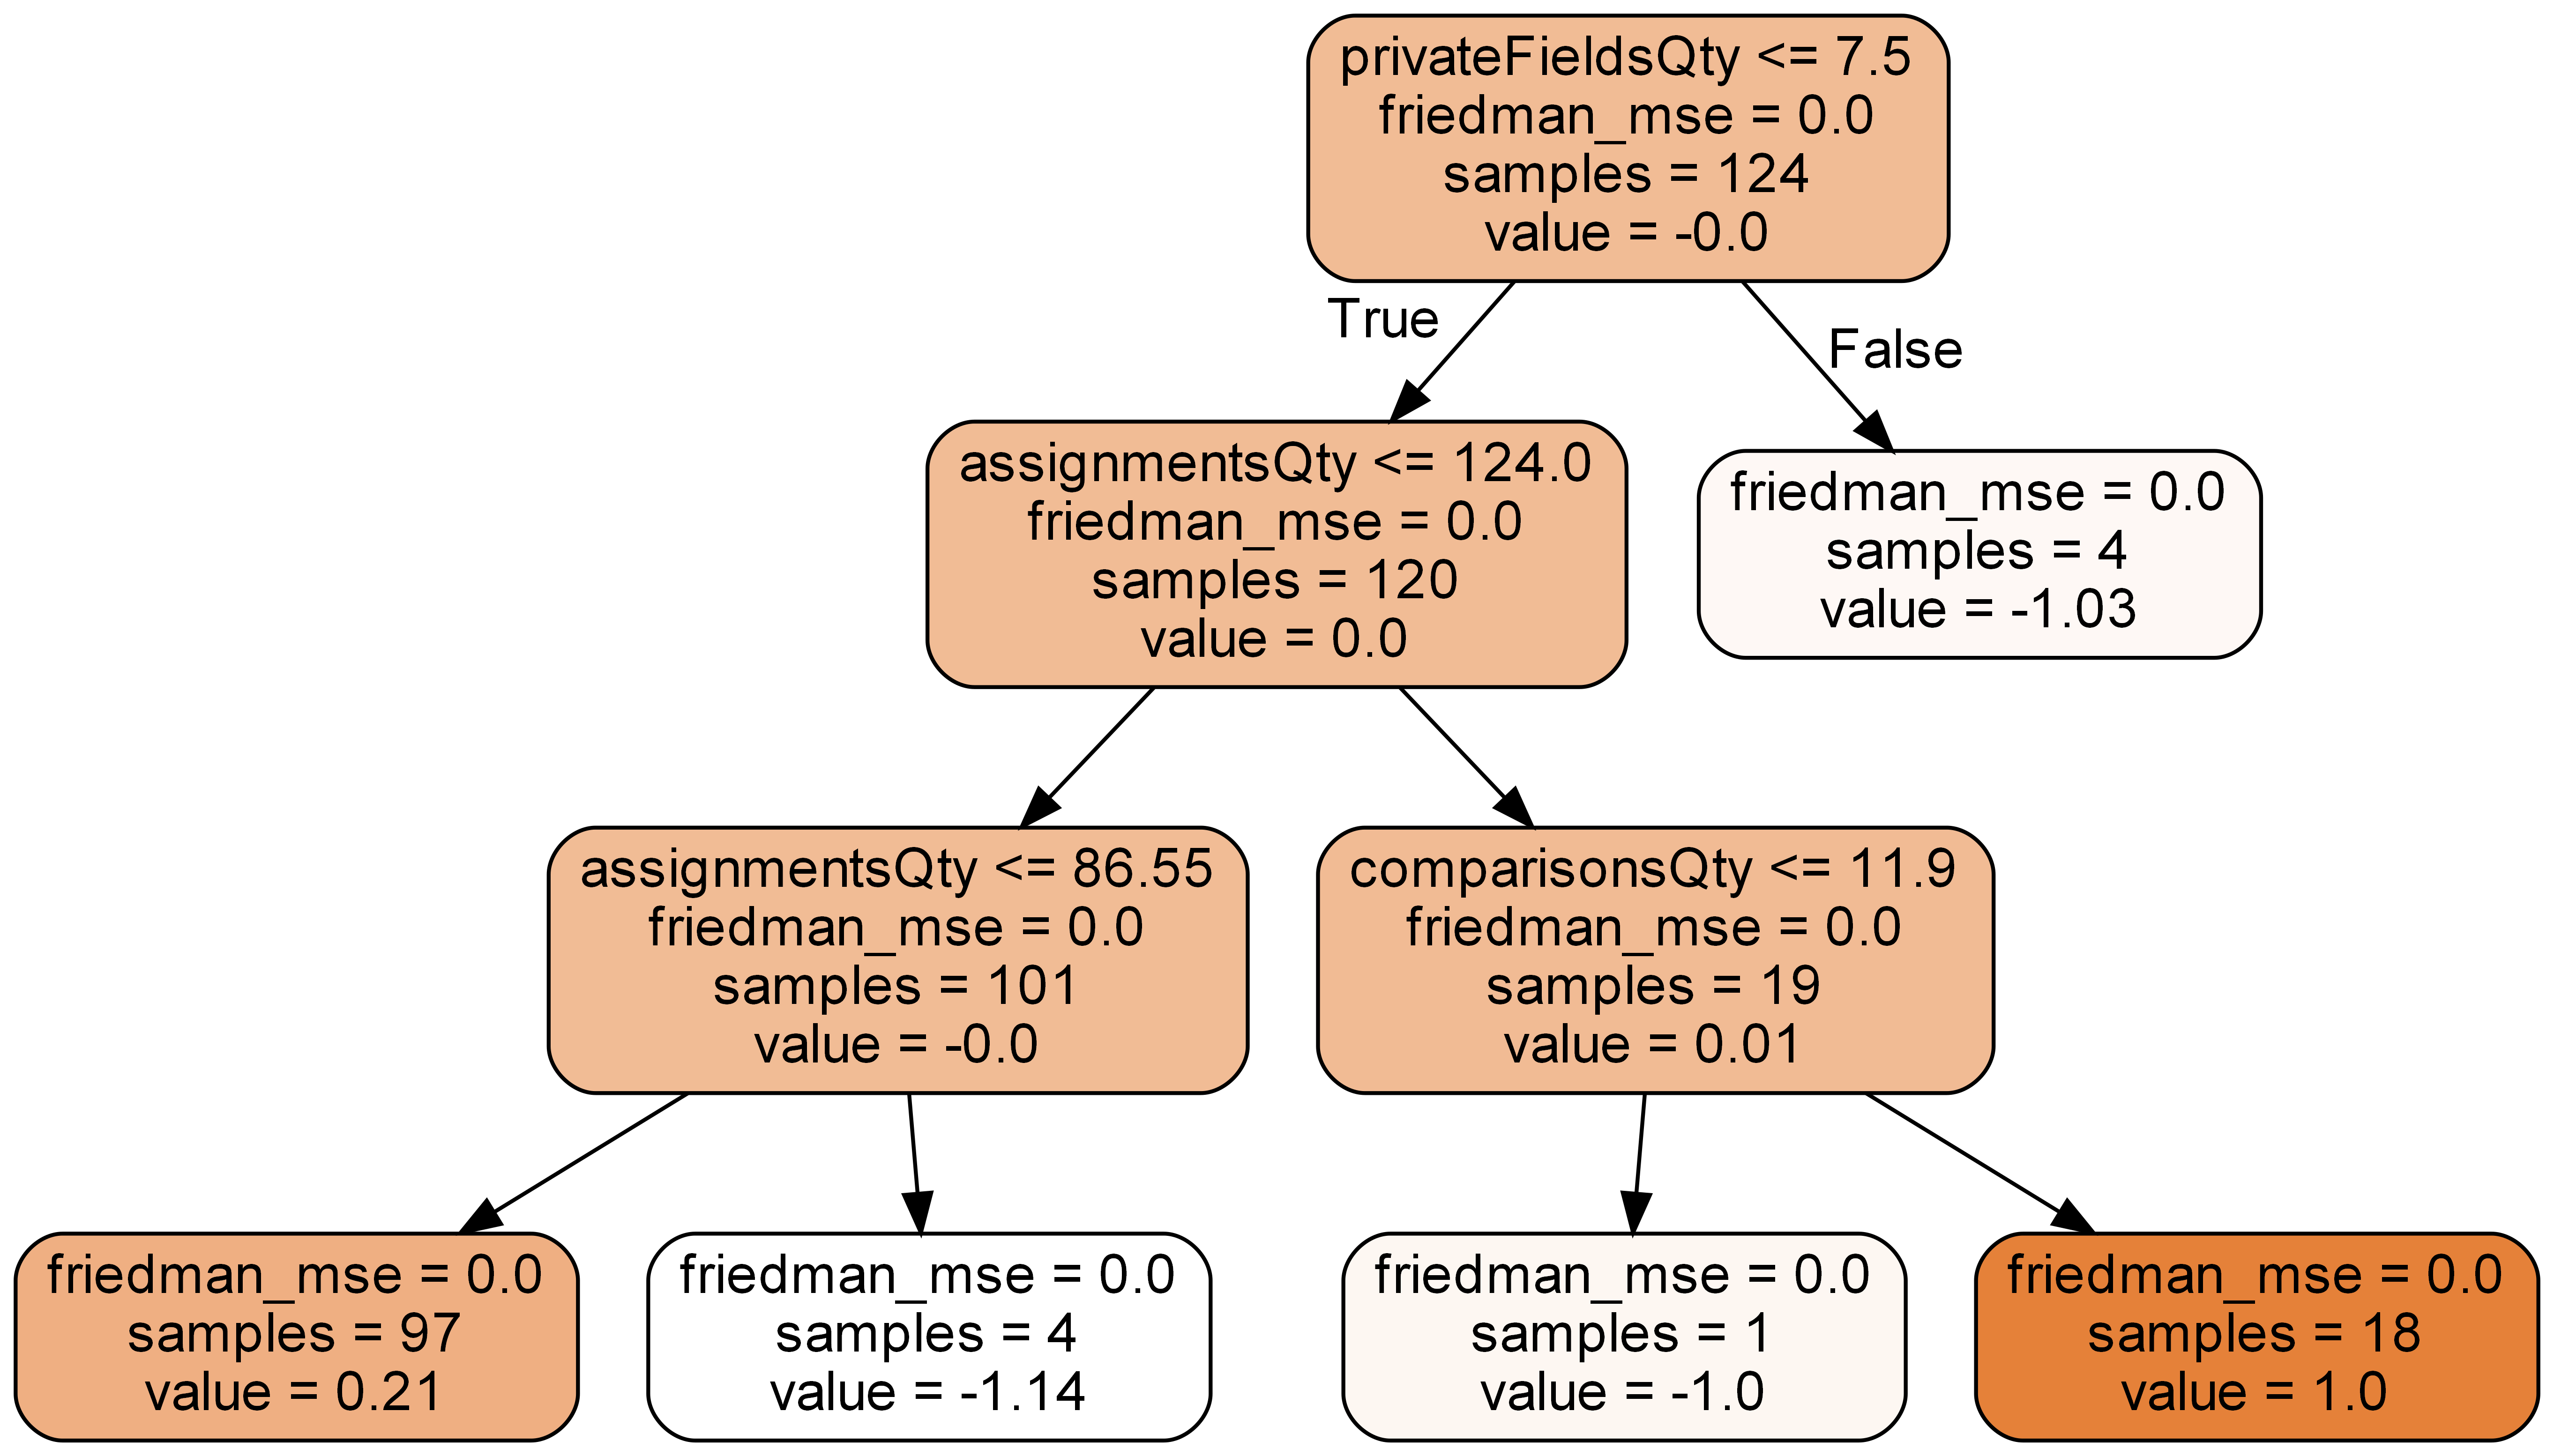 privateFieldsQty <= 7.5
friedman_mse = 0.0
samples = 124
value = -0.0
True
False
assignmentsQty <= 124.0
friedman_mse = 0.0
samples = 120
value = 0.0
friedman_mse = 0.0
samples = 4
value = -1.03
assignmentsQty <= 86.55
friedman_mse = 0.0
samples = 101
value = -0.0
comparisonsQty <= 11.9
friedman_mse = 0.0
samples = 19
value = 0.01
friedman_mse = 0.0
samples = 97
value = 0.21
friedman_mse = 0.0
samples = 4
value = -1.14
friedman_mse = 0.0
samples = 1
value = -1.0
friedman_mse = 0.0
samples = 18
value = 1.0